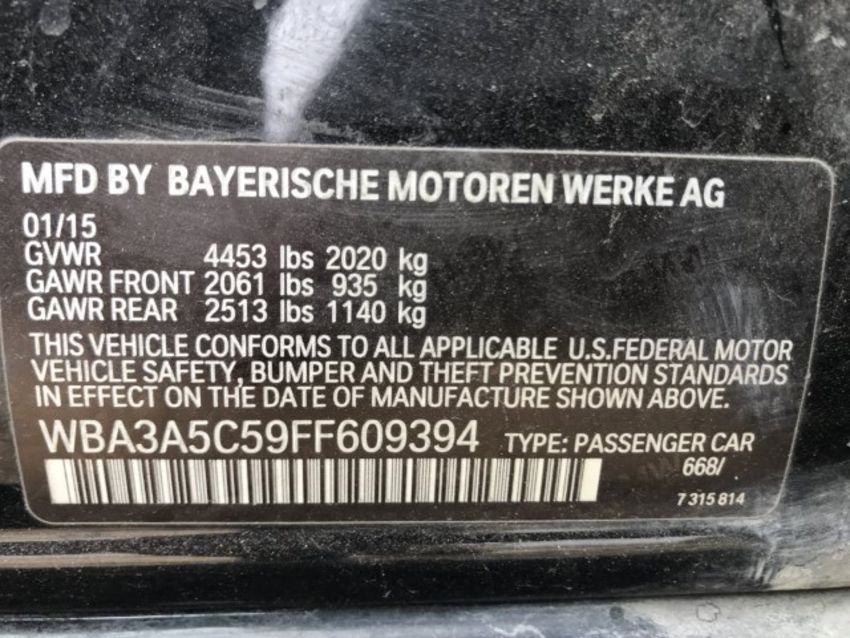 MFD BY BAYERISCHE MOTOREN WERKE AG
01/15
GVWR 4453 lbs 2020 kg
GAWR FRONT 2061 lbs 935 kg
GAWR REAR 2513 lbs 1140 kg
THIS VEHICLE CONFORMS TO ALL APPLICABLE U.S.FEDERAL MOTOR
VEHICLE SAFETY, BUMPER AND THEFT PREVENTION STANDARDS
IN EFFECT ON THE DATE OF MANUFACTURE SHOWN ABOVE.
WBA3A5C59FF609394 TYPE: PASSENGER CAR
668/
7 315 814